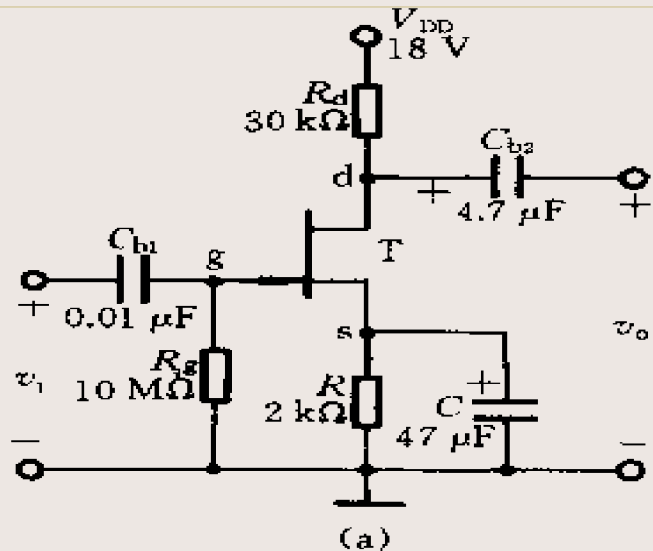 V_DD
18 V
R_d
30 kΩ
C_b2
d
+
4.7 μF
+
T
C_b1
g
+
0.01 μF
s
v_o
R_g
10 MΩ
v_i
R
2 kΩ
+
C
47 μF
−
−
(a)